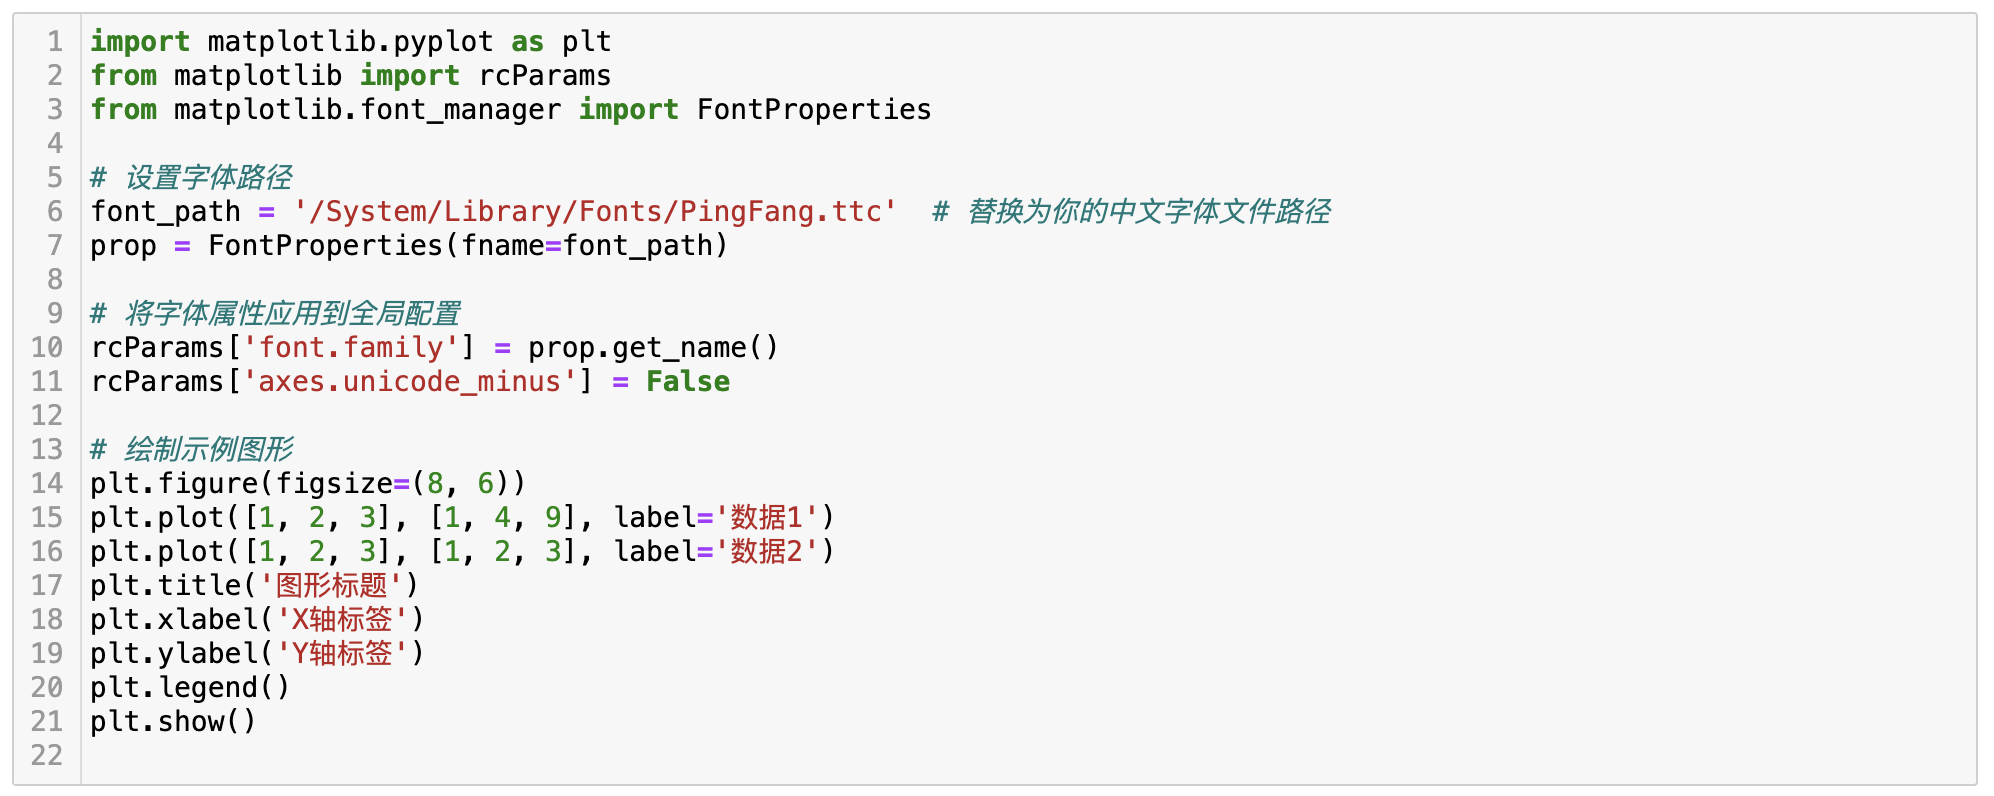 1 import matplotlib.pyplot as plt
2 from matplotlib import rcParams
3 from matplotlib.font_manager import FontProperties
4
5 # 设置字体路径
6 font_path = '/System/Library/Fonts/PingFang.ttc'  # 替换为你的中文字体文件路径
7 prop = FontProperties(fname=font_path)
8
9 # 将字体属性应用到全局配置
10 rcParams['font.family'] = prop.get_name()
11 rcParams['axes.unicode_minus'] = False
12
13 # 绘制示例图形
14 plt.figure(figsize=(8, 6))
15 plt.plot([1, 2, 3], [1, 4, 9], label='数据1')
16 plt.plot([1, 2, 3], [1, 2, 3], label='数据2')
17 plt.title('图形标题')
18 plt.xlabel('X轴标签')
19 plt.ylabel('Y轴标签')
20 plt.legend()
21 plt.show()
22